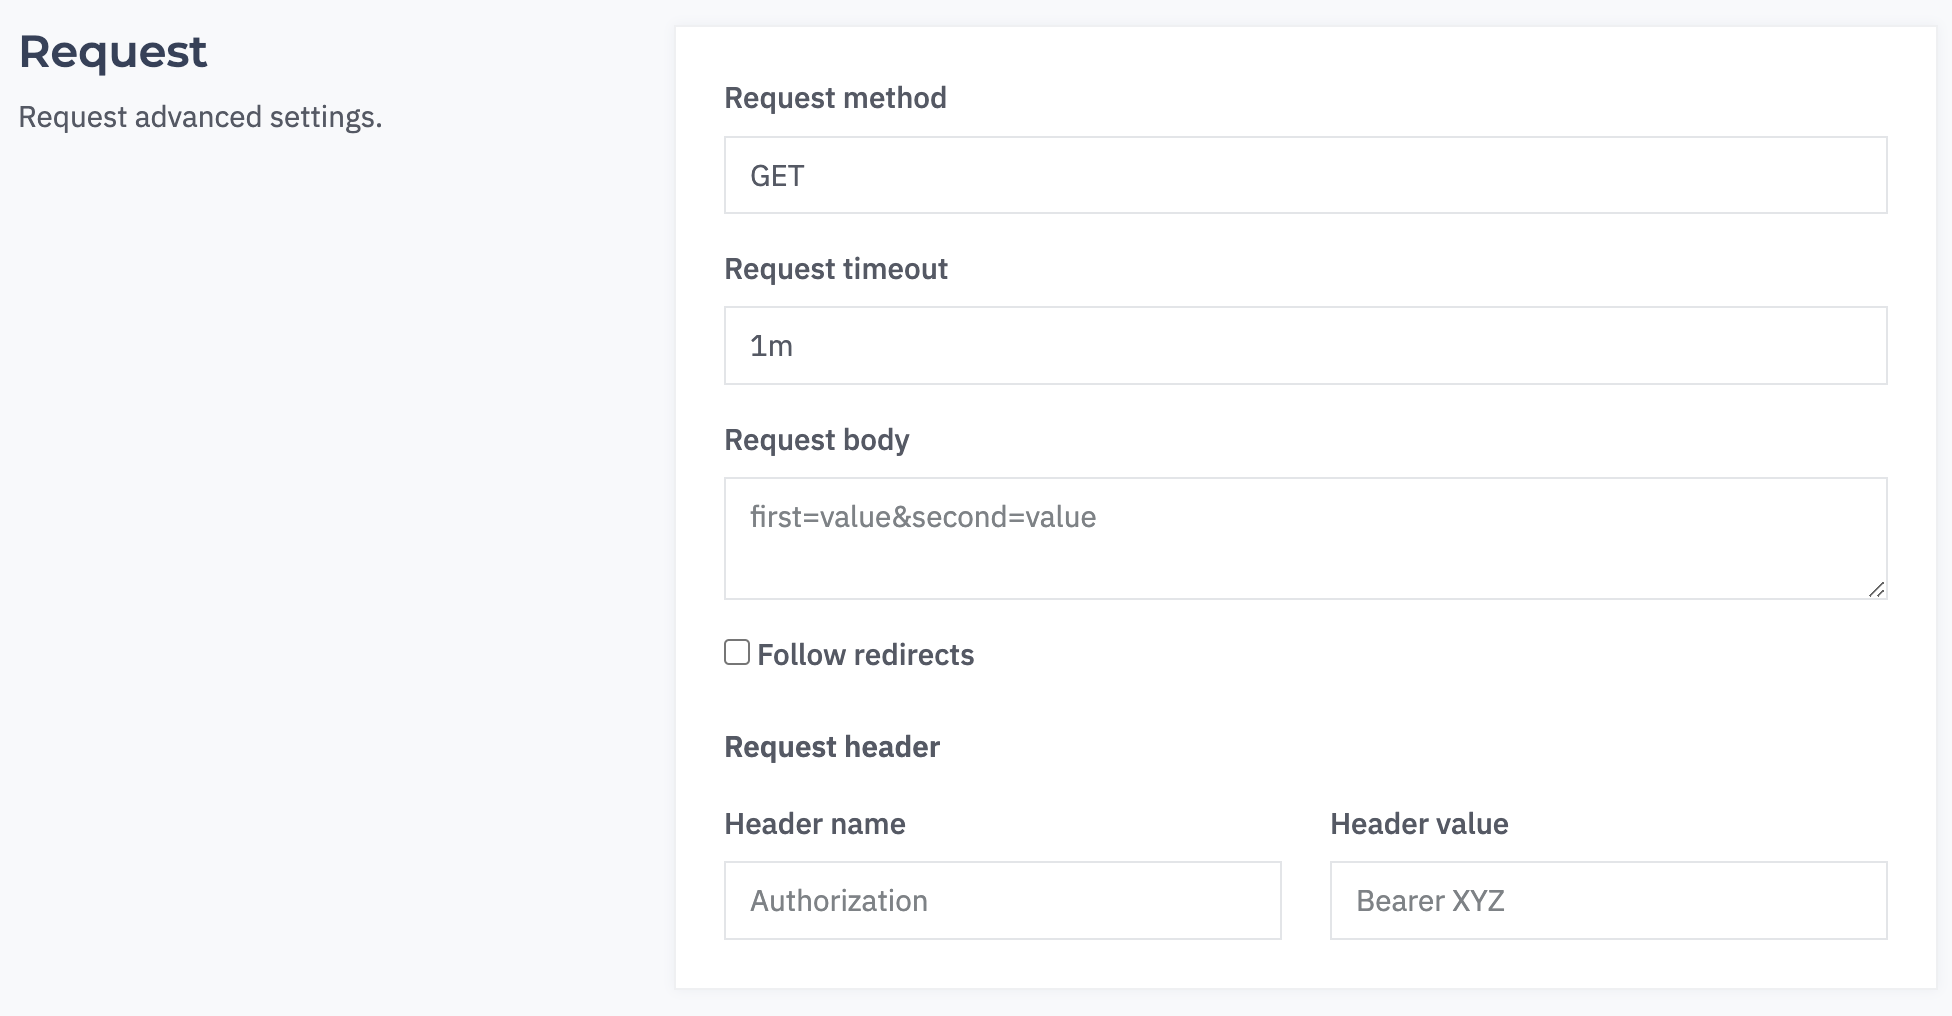 Request
Request advanced settings.
Request method
GET
Request timeout
1m
Request body
first=value&second=value
Follow redirects
Request header
Header name
Header value
Authorization
Bearer XYZ